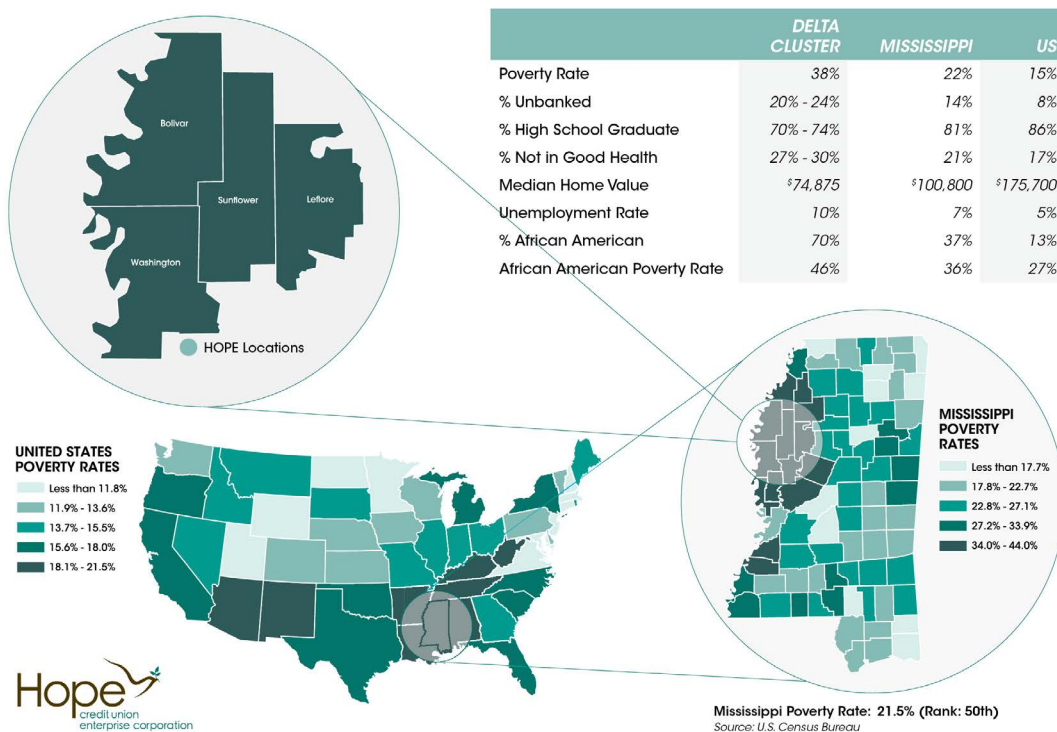 Bolivar
Sunflower
Leflore
Washington
HOPE Locations
DELTA CLUSTER MISSISSIPPI US
Poverty Rate 38% 22% 15%
% Unbanked 20% - 24% 14% 8%
% High School Graduate 70% - 74% 81% 86%
% Not in Good Health 27% - 30% 21% 17%
Median Home Value $74,875 $100,800 $175,700
Unemployment Rate 10% 7% 5%
% African American 70% 37% 13%
African American Poverty Rate 46% 36% 27%
UNITED STATES
POVERTY RATES
Less than 11.8%
11.9% - 13.6%
13.7% - 15.5%
15.6% - 18.0%
18.1% - 21.5%
MISSISSIPPI
POVERTY
RATES
Less than 17.7%
17.8% - 22.7%
22.8% - 27.1%
27.2% - 33.9%
34.0% - 44.0%
Hope
credit union
enterprise corporation
Mississippi Poverty Rate: 21.5% (Rank: 50th)
Source: U.S. Census Bureau